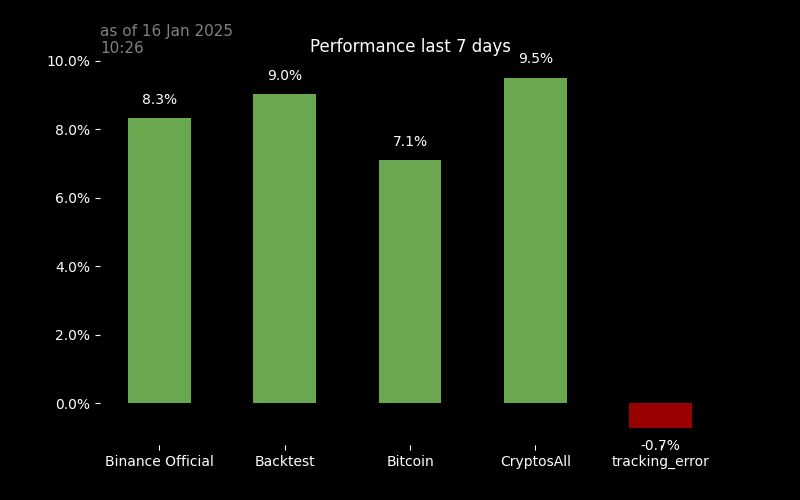 as of 16 Jan 2025
10:26
Performance last 7 days
10.0%
8.0%
6.0%
4.0%
2.0%
0.0%
8.3%
9.0%
7.1%
9.5%
-0.7%
Binance Official
Backtest
Bitcoin
CryptosAll
tracking_error